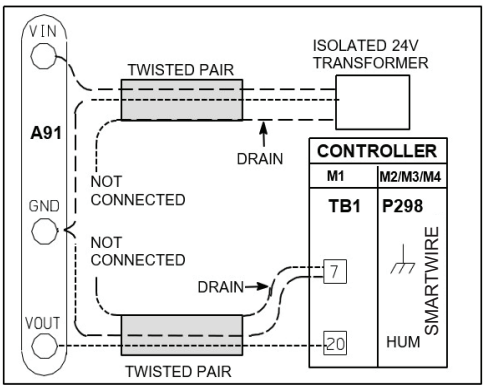 VIN
ISOLATED 24V
TRANSFORMER
TWISTED PAIR
A91
DRAIN
CONTROLLER
M1
M2/M3/M4
NOT
CONNECTED
TB1
P298
GND
NOT
CONNECTED
DRAIN
7
SMARTWIRE
VOUT
20
HUM
TWISTED PAIR